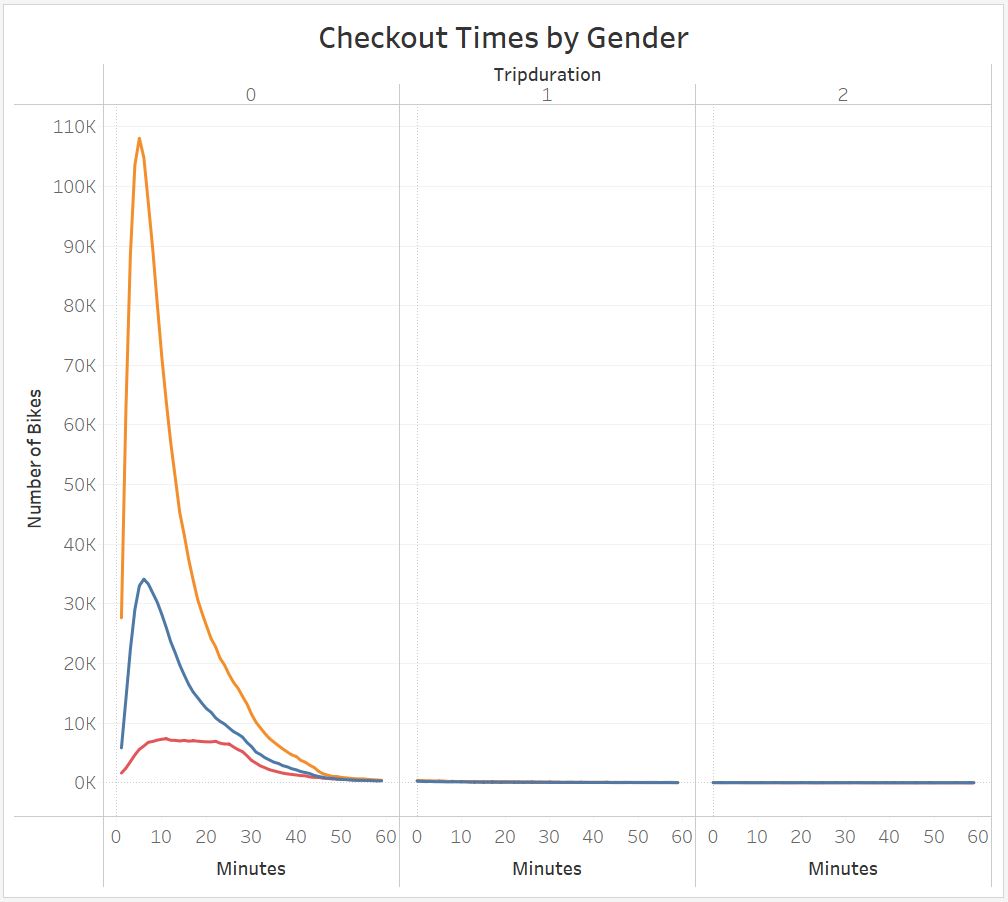 Checkout Times by Gender
Tripduration
0 1 2
110K
100K
90K
80K
70K
60K
50K
40K
30K
20K
10K
0K
Number of Bikes
0 10 20 30 40 50 60 0 10 20 30 40 50 60 0 10 20 30 40 50 60
Minutes Minutes Minutes